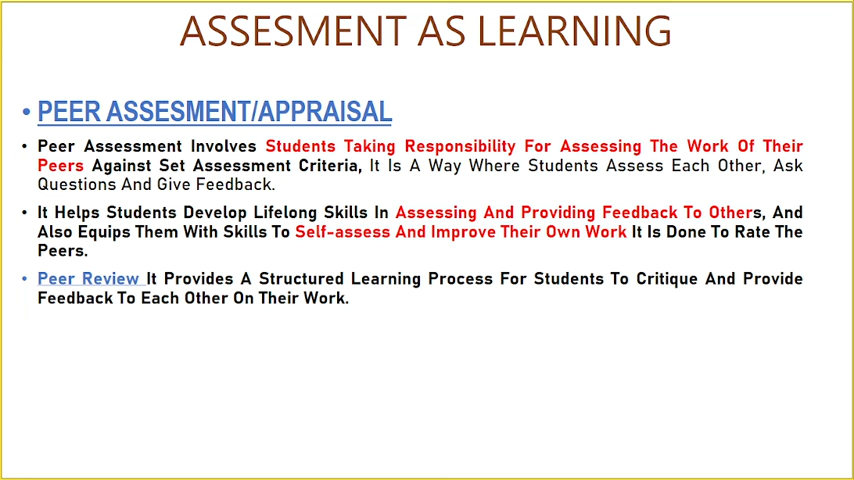 ASSESMENT AS LEARNING
• PEER ASSESMENT/APPRAISAL
• Peer Assessment Involves Students Taking Responsibility For Assessing The Work Of Their
Peers Against Set Assessment Criteria, It Is A Way Where Students Assess Each Other, Ask
Questions And Give Feedback.
• It Helps Students Develop Lifelong Skills In Assessing And Providing Feedback To Others, And
Also Equips Them With Skills To Self-assess And Improve Their Own Work It Is Done To Rate The
Peers.
• Peer Review It Provides A Structured Learning Process For Students To Critique And Provide
Feedback To Each Other On Their Work.